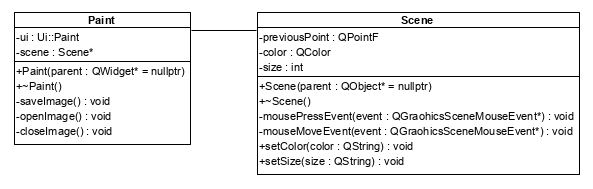 Paint
-ui : Ui::Paint
-scene : Scene*
+Paint(parent : QWidget* = nullptr)
+~Paint()
-saveImage() : void
-openImage() : void
-closeImage() : void
Scene
-previousPoint : QPointF
-color : QColor
-size : int
+Scene(parent : QObject* = nullptr)
+~Scene()
-mousePressEvent(event : QGraohicsSceneMouseEvent*) : void
-mouseMoveEvent(event : QGraohicsSceneMouseEvent*) : void
+setColor(color : QString) : void
+setSize(size : QString) : void